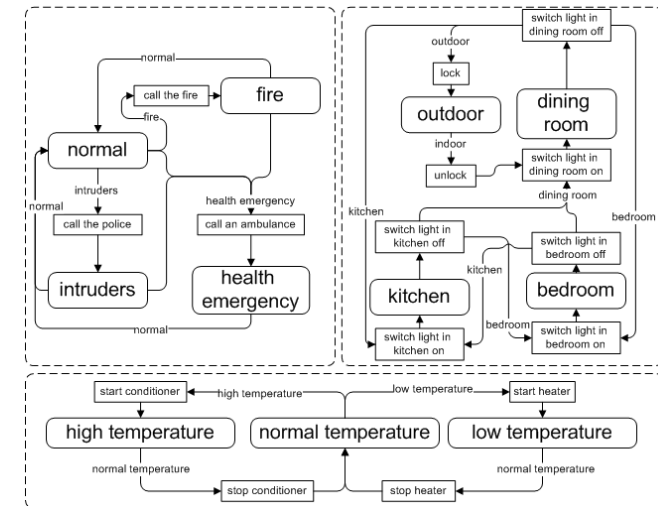 normal
call the fire
fire
fire
normal
intruders
normal
call the police
health emergency
call an ambulance
intruders
health
emergency
normal
switch light in
dining room off
outdoor
lock
outdoor
dining
room
indoor
unlock
switch light in
dining room on
dining room
kitchen
bedroom
switch light in
kitchen off
switch light in
bedroom off
kitchen
kitchen
bedroom
bedroom
switch light in
kitchen on
switch light in
bedroom on
start conditioner
high temperature
low temperature
start heater
high temperature
normal temperature
low temperature
normal temperature
normal temperature
stop conditioner
stop heater